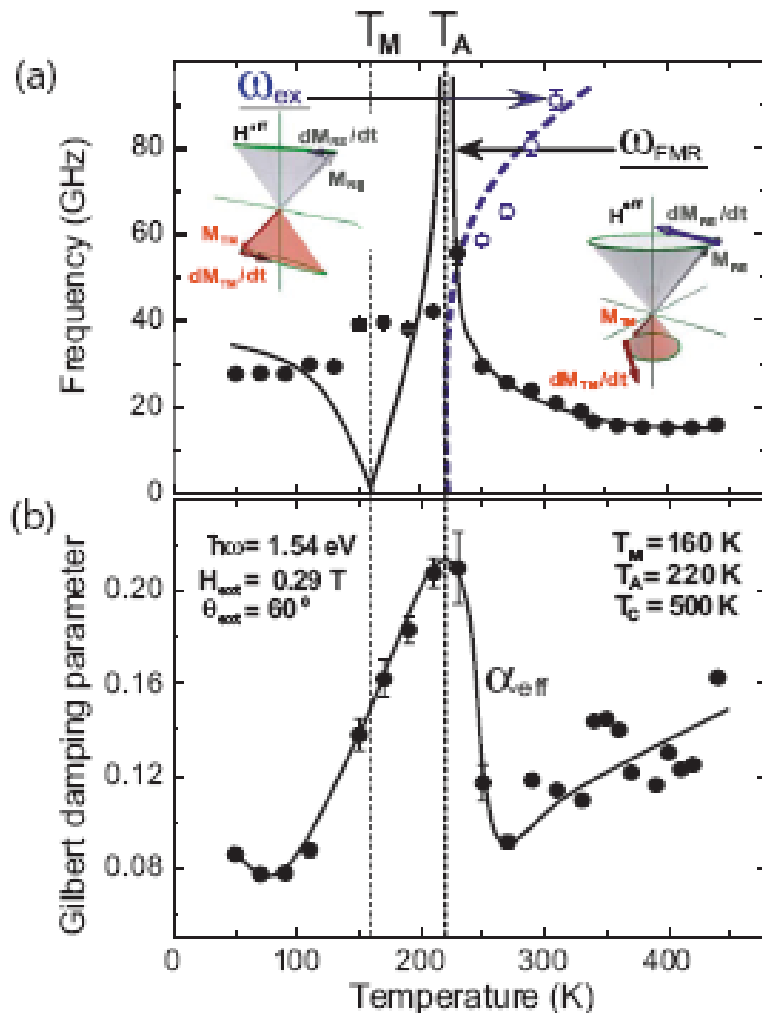 T_M T_A
(a)
ω_ex
H^eff dM_RE/dt
M_RE
M_TM
dM_TM/dt
ω_FMR
H^eff dM_RE/dt
M_RE
M_TM
dM_TM/dt
Frequency (GHz)
80
60
40
20
0
(b)
ħω= 1.54 eV
H_ext = 0.29 T
θ_ext = 60°
T_M = 160 K
T_A = 220 K
T_C = 500 K
α_eff
Gilbert damping parameter
0.20
0.16
0.12
0.08
0 100 200 300 400
Temperature (K)